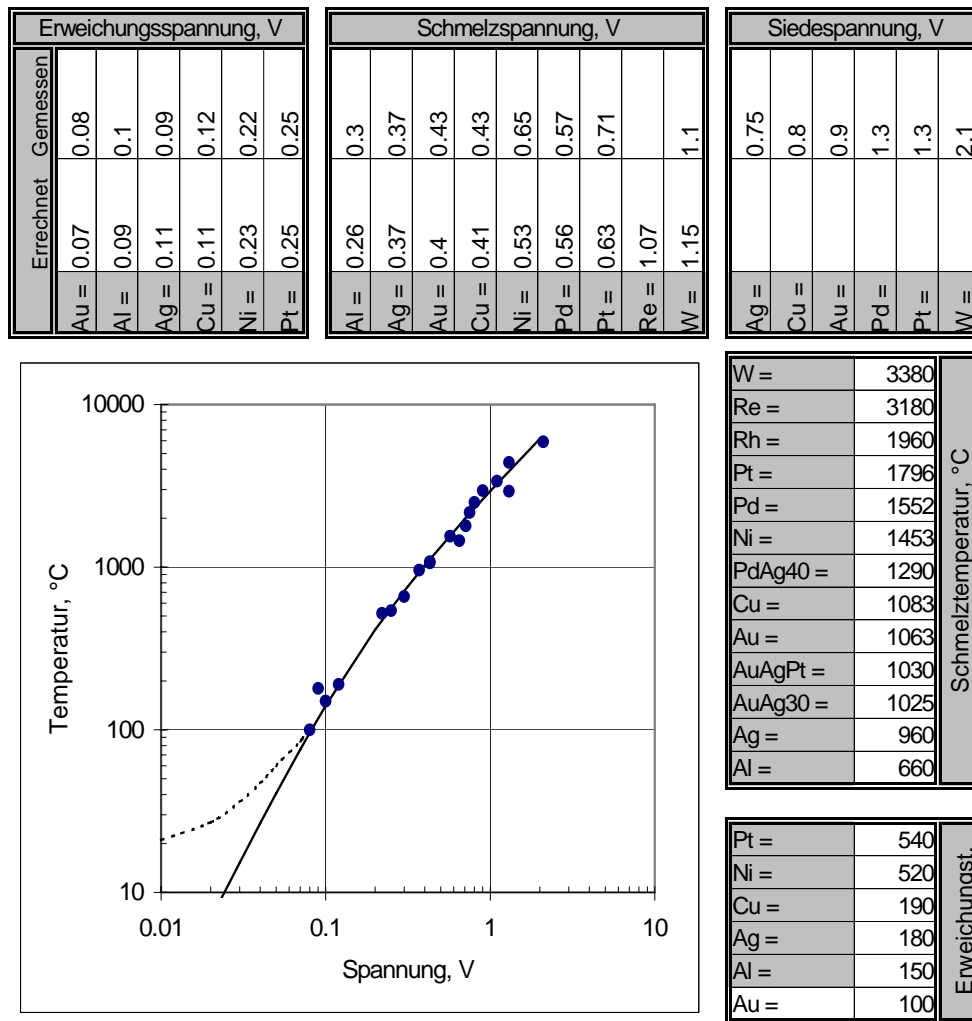 Erweichungsspannung, V
Gemessen 0.08 0.1 0.09 0.12 0.22 0.25
Errechnet 0.07 0.09 0.11 0.11 0.23 0.25
Au = Al = Ag = Cu = Ni = Pt =
Schmelzspannung, V
0.3 0.37 0.43 0.43 0.65 0.57 0.71 1.1
0.26 0.37 0.4 0.41 0.53 0.56 0.63 1.07 1.15
Al = Ag = Au = Cu = Ni = Pd = Pt = Re = W =
Siedespannung, V
0.75 0.8 0.9 1.3 1.3 2.1
Ag = Cu = Au = Pd = Pt = W =
10000
1000
100
10
0.01 0.1 1 10
Temperatur, °C
Spannung, V
W = 3380
Re = 3180
Rh = 1960
Pt = 1796
Pd = 1552
Ni = 1453
PdAg40 = 1290
Cu = 1083
Au = 1063
AuAgPt = 1030
AuAg30 = 1025
Ag = 960
Al = 660
Schmelztemperatur, °C
Pt = 540
Ni = 520
Cu = 190
Ag = 180
Al = 150
Au = 100
Erweichungst.